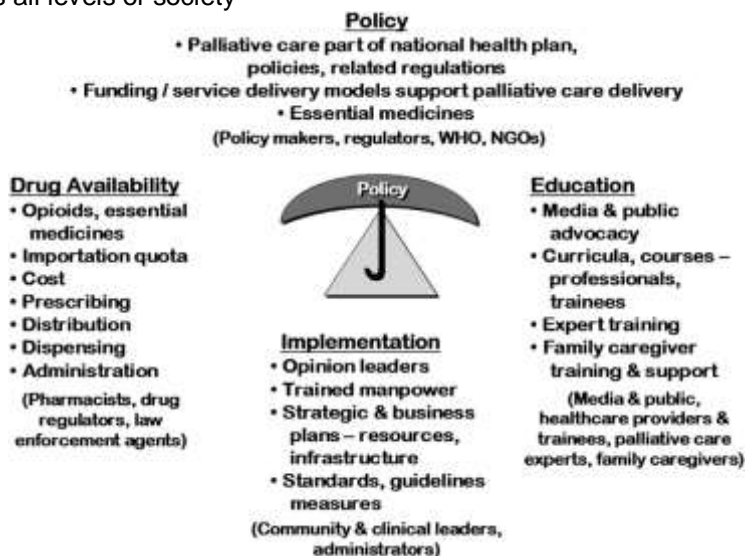 s all levels of society
Policy
• Palliative care part of national health plan,
policies, related regulations
• Funding / service delivery models support palliative care delivery
• Essential medicines
(Policy makers, regulators, WHO, NGOs)
Drug Availability
• Opioids, essential
medicines
• Importation quota
• Cost
• Prescribing
• Distribution
• Dispensing
• Administration
(Pharmacists, drug
regulators, law
enforcement agents)
Policy
Implementation
• Opinion leaders
• Trained manpower
• Strategic & business
plans – resources,
infrastructure
• Standards, guidelines
measures
(Community & clinical leaders,
administrators)
Education
• Media & public
advocacy
• Curricula, courses –
professionals,
trainees
• Expert training
• Family caregiver
training & support
(Media & public,
healthcare providers &
trainees, palliative care
experts, family caregivers)